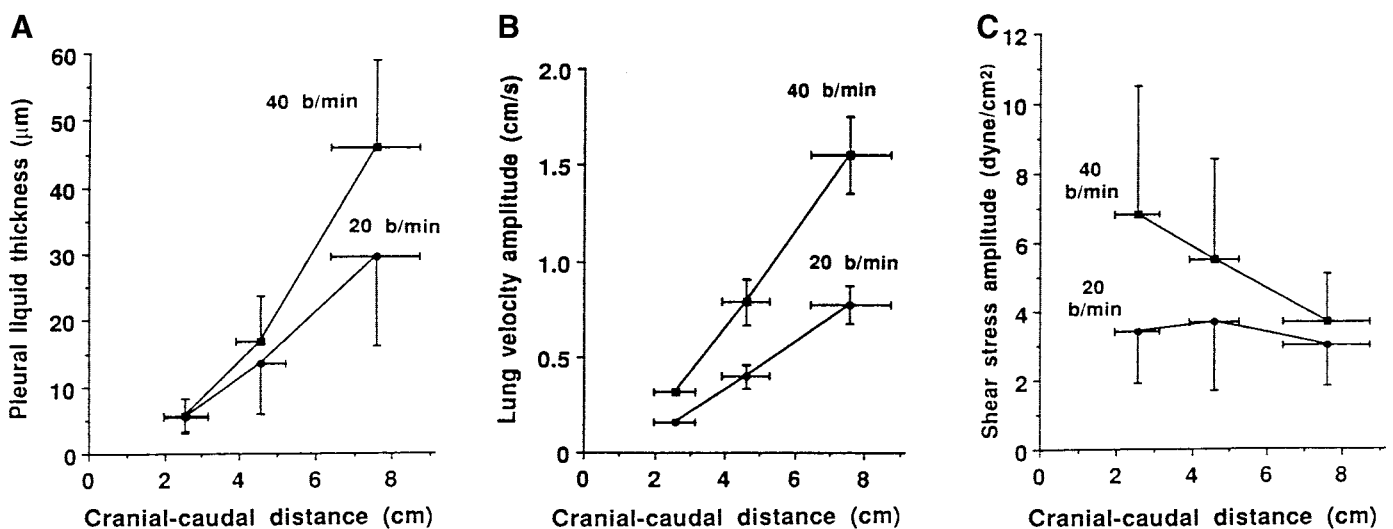 A
Pleural liquid thickness (µm)
60
50
40
30
20
10
0
40 b/min
20 b/min
0
2
4
6
8
Cranial-caudal distance (cm)
B
Lung velocity amplitude (cm/s)
2.0
1.5
1.0
0.5
0
40 b/min
20 b/min
0
2
4
6
8
Cranial-caudal distance (cm)
C
Shear stress amplitude (dyne/cm²)
12
10
8
6
4
2
0
40
b/min
20
b/min
0
2
4
6
8
Cranial-caudal distance (cm)